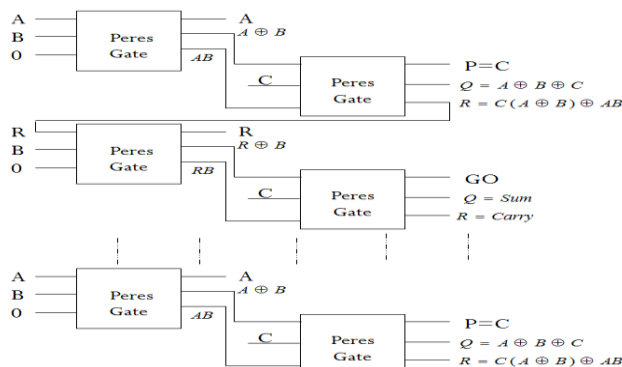 A
B
0
Peres
Gate
A
A ⊕ B
AB
C
Peres
Gate
P=C
Q = A ⊕ B ⊕ C
R = C(A ⊕ B) ⊕ AB
R
B
0
Peres
Gate
R
R ⊕ B
RB
C
Peres
Gate
GO
Q = Sum
R = Carry
A
B
0
Peres
Gate
A
A ⊕ B
AB
C
Peres
Gate
P=C
Q = A ⊕ B ⊕ C
R = C(A ⊕ B) ⊕ AB